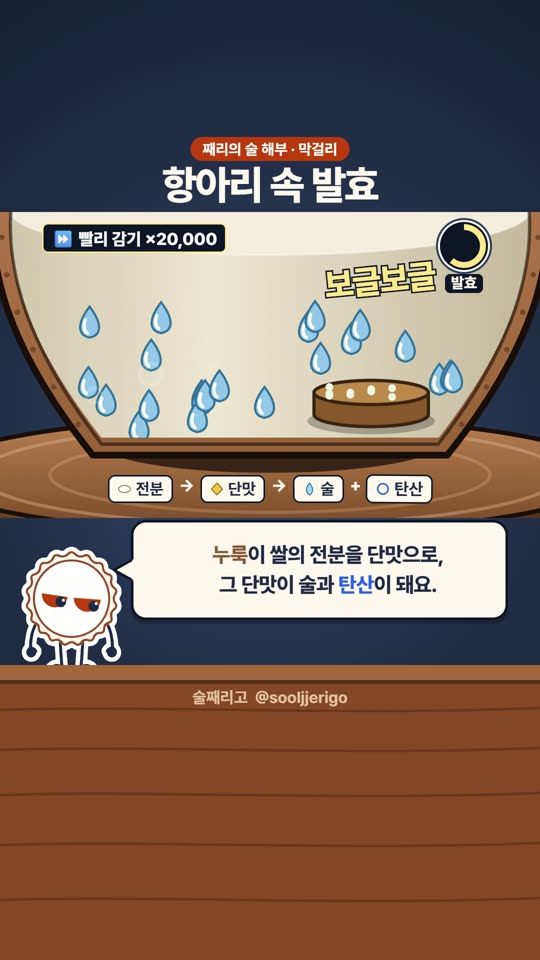 째리의 술 해부 · 막걸리
항아리 속 발효
빨리 감기 ×20,000
보글보글
발효
전분 → 단맛 → 술 + 탄산
누룩이 쌀의 전분을 단맛으로,
그 단맛이 술과 탄산이 돼요.
술째리고 @sooljjerigo